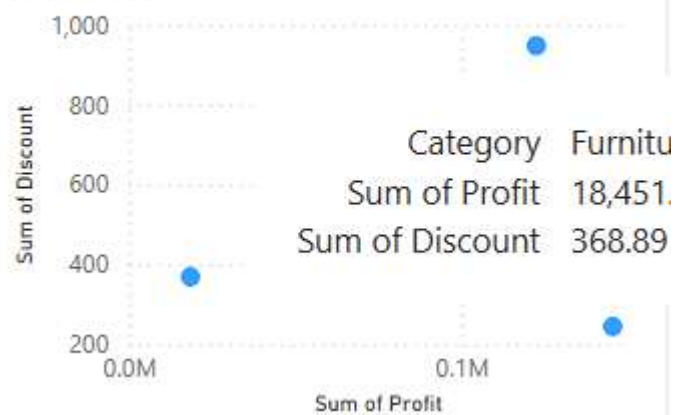 1,000
800
600
400
200
Sum of Discount
Category Furnitu
Sum of Profit 18,451.
Sum of Discount 368.89
0.0M 0.1M
Sum of Profit